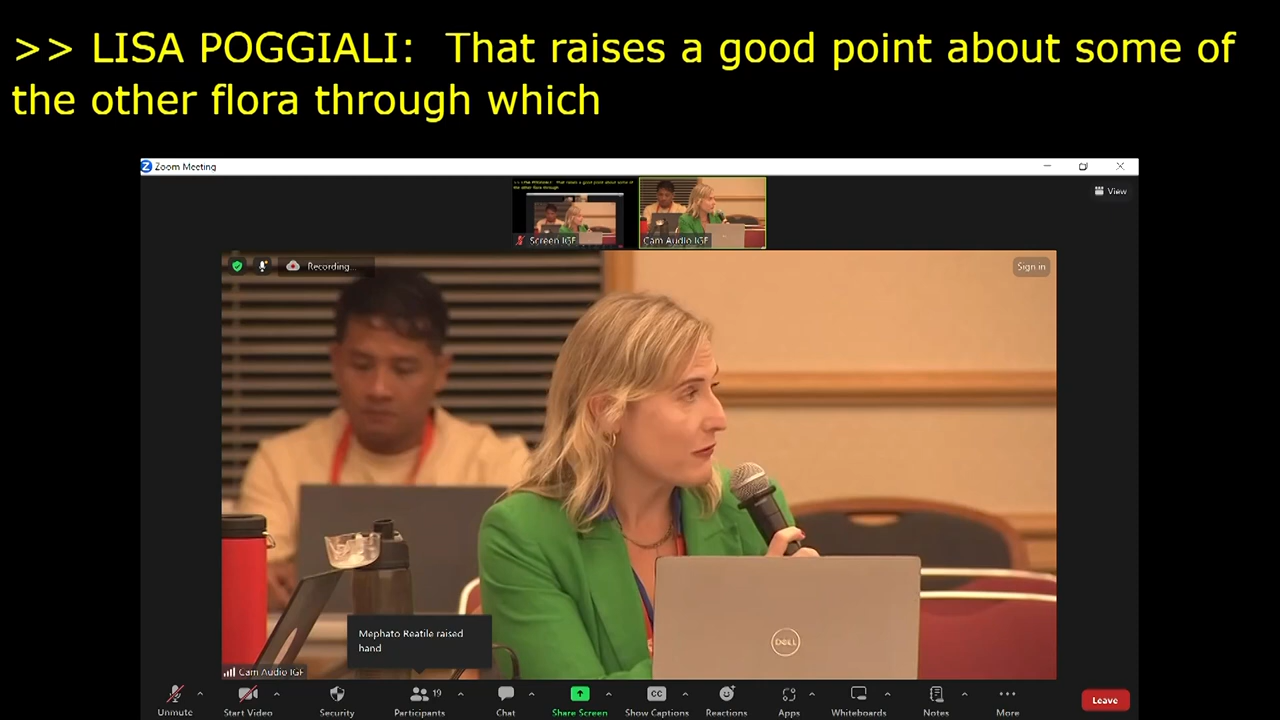 >> LISA POGGIALI:  That raises a good point about some of
the other flora through which
Zoom Meeting
View
Screen IGF
Cam Audio IGF
Recording...
Sign in
DELL
Mephato Reatile raised
hand
Cam Audio IGF
19
CC
Unmute
Start Video
Security
Participants
Chat
Share Screen
Show Captions
Reactions
Apps
Whiteboards
Notes
More
Leave